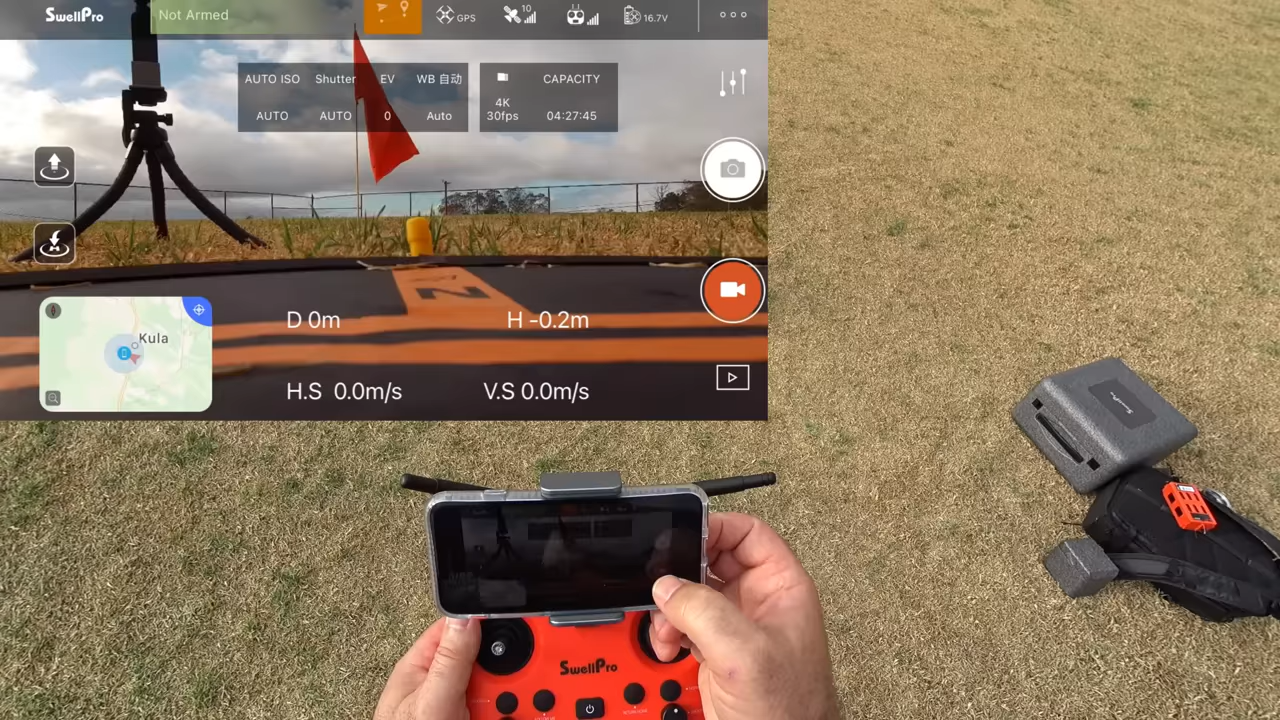 SwellPro
Not Armed
GPS
10
16.7V
AUTO ISO Shutter EV WB 自动
AUTO AUTO 0 Auto
CAPACITY
4K
30fps 04:27:45
N
Kula
D 0m H -0.2m
H.S 0.0m/s V.S 0.0m/s
SwellPro
SwellPro